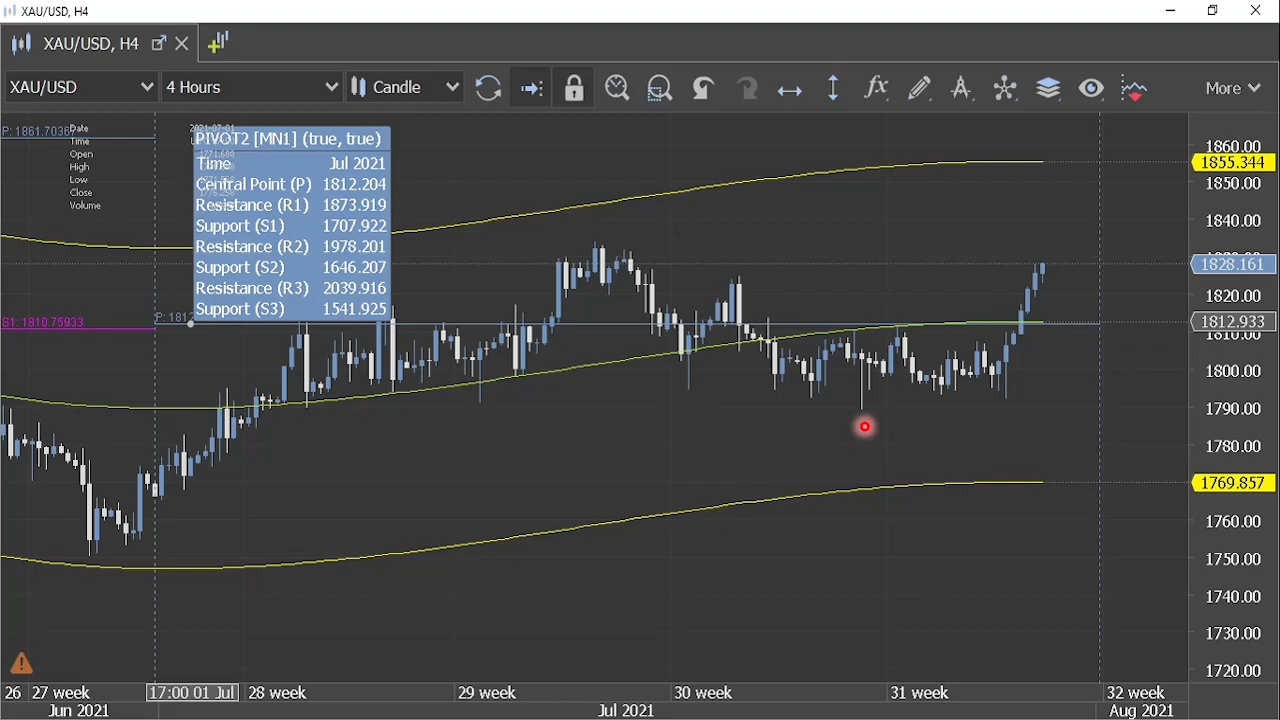 XAU/USD, H4
XAU/USD, H4
XAU/USD
4 Hours
Candle
More
P: 1861.7036
Date
Time
Open
High
Low
Close
Volume
PIVOT2 [MN1] (true, true)
Time Jul 2021
Central Point (P) 1812.204
Resistance (R1) 1873.919
Support (S1) 1707.922
Resistance (R2) 1978.201
Support (S2) 1646.207
Resistance (R3) 2039.916
Support (S3) 1541.925
S1: 1810.75933
P: 1812
1860.00
1855.344
1850.00
1840.00
1828.161
1820.00
1812.933
1810.00
1800.00
1790.00
1780.00
1769.857
1760.00
1750.00
1740.00
1730.00
1720.00
26 27 week 17:00 01 Jul 28 week 29 week 30 week 31 week 32 week
Jun 2021 Jul 2021 Aug 2021